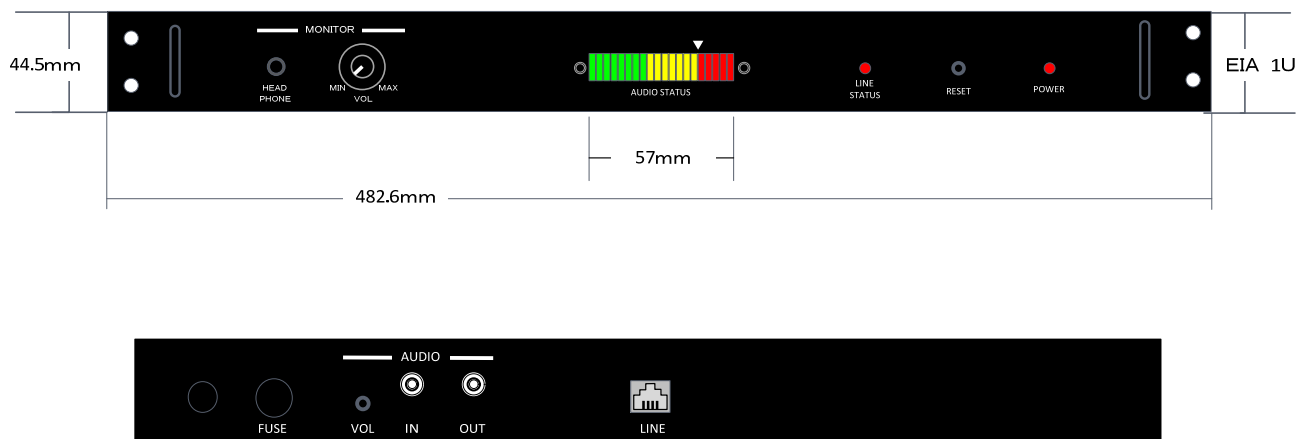 44.5mm
MONITOR
HEAD
PHONE
MIN
MAX
VOL
AUDIO STATUS
LINE
STATUS
RESET
POWER
EIA 1U
57mm
482.6mm
AUDIO
FUSE
VOL
IN
OUT
LINE